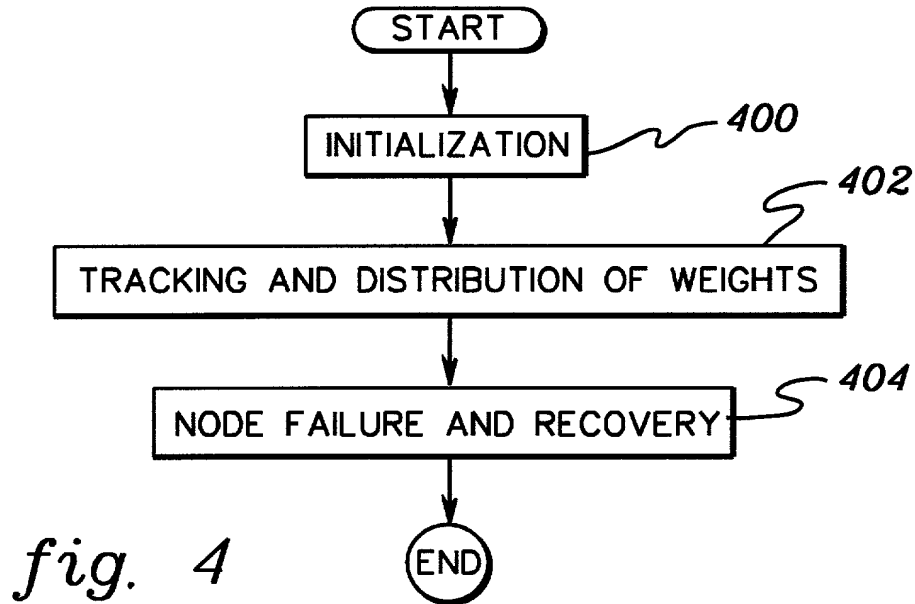 START
INITIALIZATION
400
402
TRACKING AND DISTRIBUTION OF WEIGHTS
404
NODE FAILURE AND RECOVERY
END
fig. 4